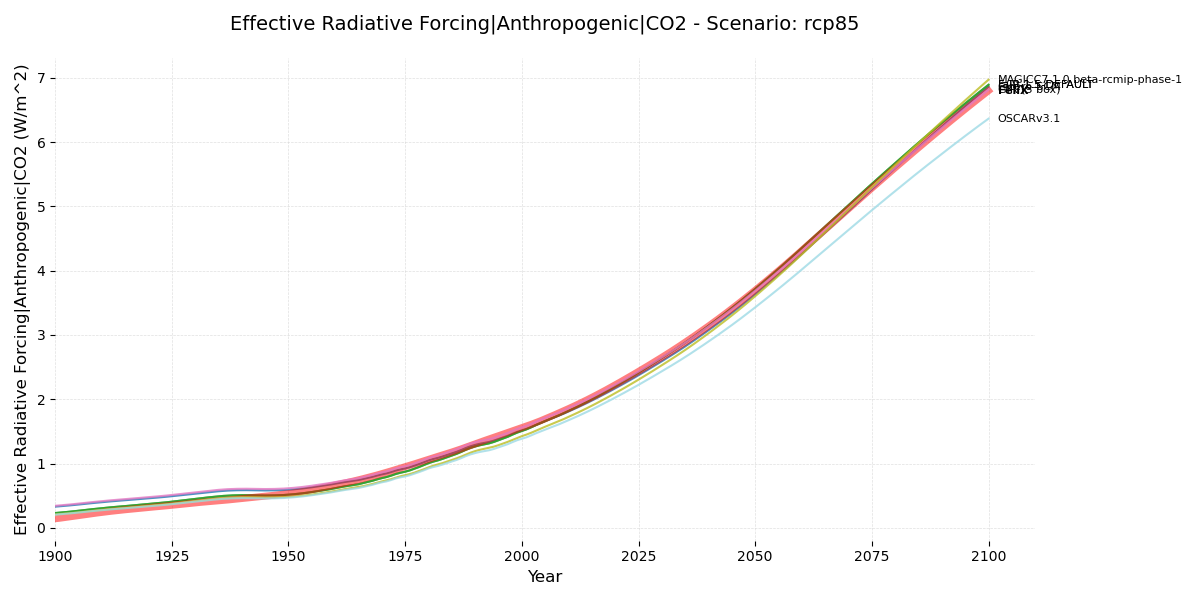 Effective Radiative Forcing|Anthropogenic|CO2 - Scenario: rcp85
Effective Radiative Forcing|Anthropogenic|CO2 (W/m^2)
7
6
5
4
3
2
1
0
1900
1925
1950
1975
2000
2025
2050
2075
2100
Year
MAGICC7.1.0.beta-rcmip-phase-1
DEFAULT
box)
OSCARv3.1